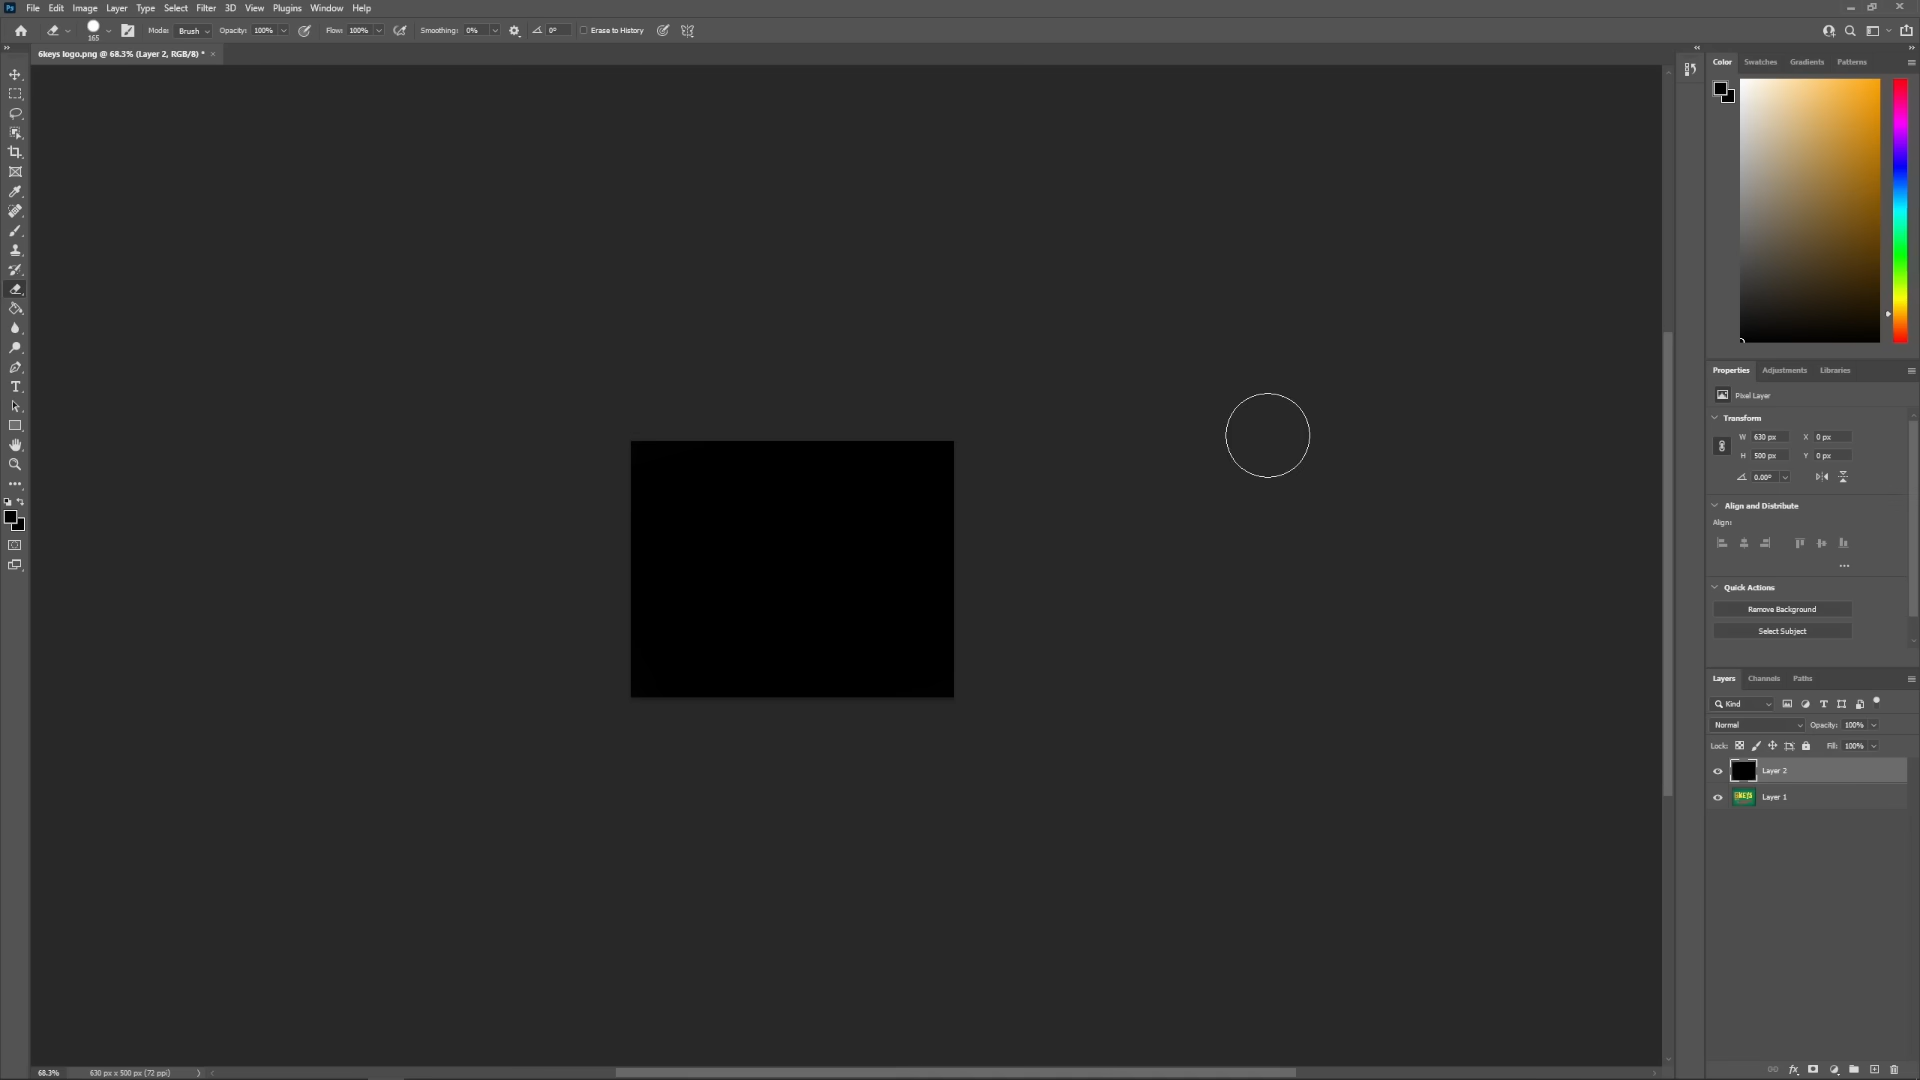 Ps File Edit Image Layer Type Select Filter 3D View Plugins Window Help
165 Mode: Brush Opacity: 100% Flow: 100% Smoothing: 0% 0° Erase to History
6keys logo.png @ 68.3% (Layer 2, RGB/8) * ×
Color Swatches Gradients Patterns
Properties Adjustments Libraries
Pixel Layer
Transform
W 630 px X 0 px
H 500 px Y 0 px
0.00°
Align and Distribute
Align:
Quick Actions
Remove Background
Select Subject
Layers Channels Paths
Kind
Normal Opacity: 100%
Lock: Fill: 100%
Layer 2
Layer 1
68.3% 630 px x 500 px (72 ppi)